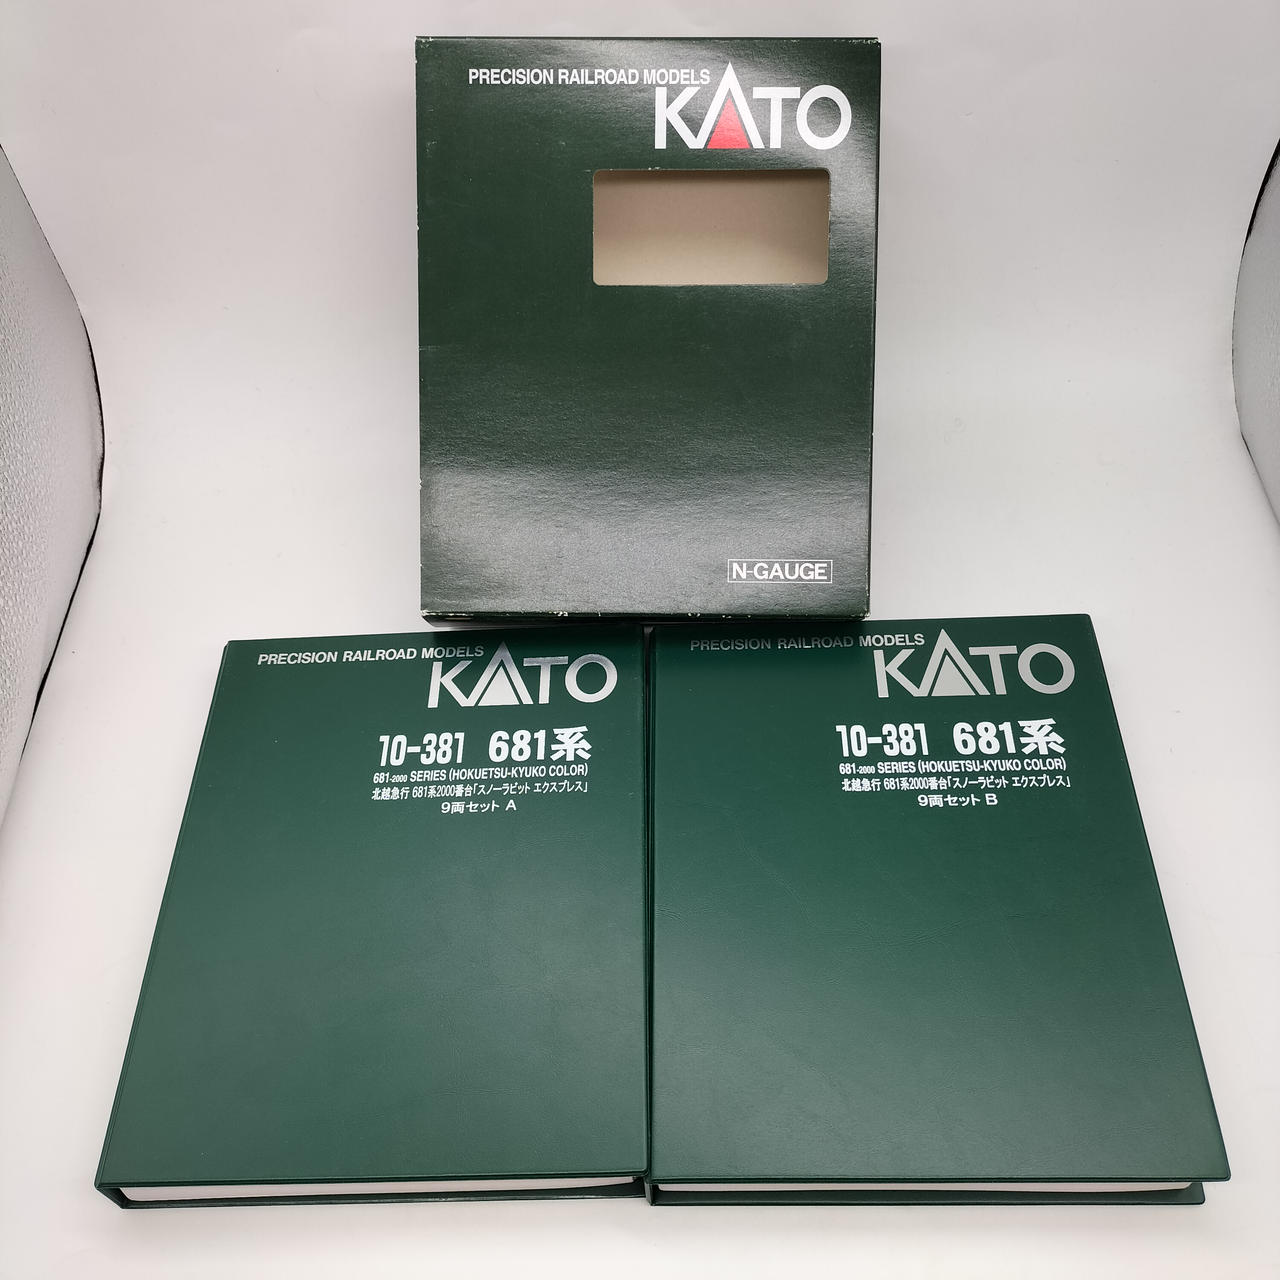 PRECISION RAILROAD MODELS
KATO
N-GAUGE
PRECISION RAILROAD MODELS
KATO
10-381 681系
681-2000 SERIES (HOKUETSU-KYUKO COLOR)
北越急行 681系2000番台「スノーラビット エクスプレス」
9両セット A
PRECISION RAILROAD MODELS
KATO
10-381 681系
681-2000 SERIES (HOKUETSU-KYUKO COLOR)
北越急行 681系2000番台「スノーラビット エクスプレス」
9両セット B